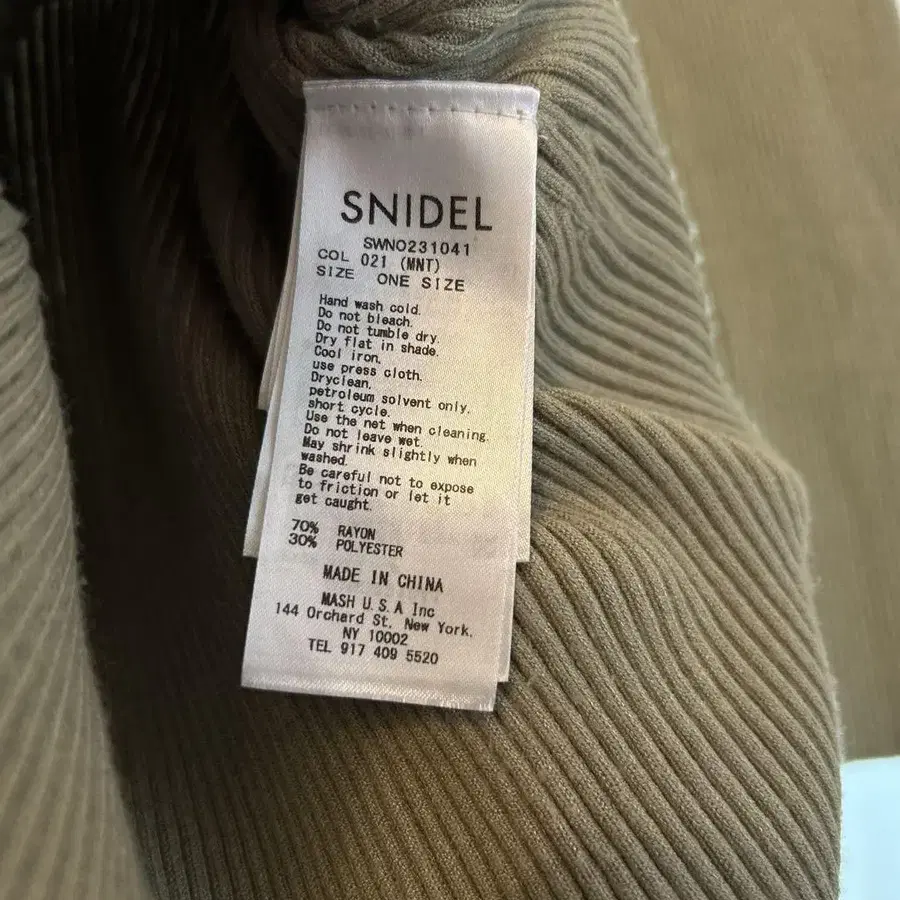 SNIDEL
SWNO231041
COL 021 (MNT)
SIZE ONE SIZE
Hand wash cold.
Do not bleach.
Do not tumble dry.
Dry flat in shade.
Cool iron.
use press cloth.
Dryclean.
petroleum solvent only.
short cycle.
Use the net when cleaning.
Do not leave wet.
May shrink slightly when
washed.
Be careful not to expose
to friction or let it
get caught.
70% RAYON
30% POLYESTER
MADE IN CHINA
MASH U.S.A Inc
144 Orchard St. New York.
NY 10002
TEL 917 409 5520